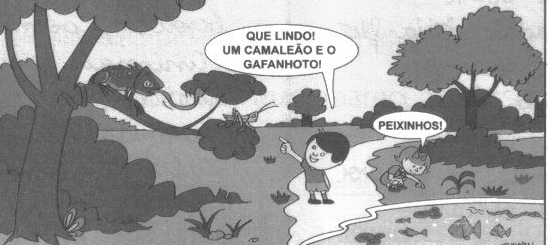 QUE LINDO!
UM CAMALEÃO E O
GAFANHOTO!
PEIXINHOS!